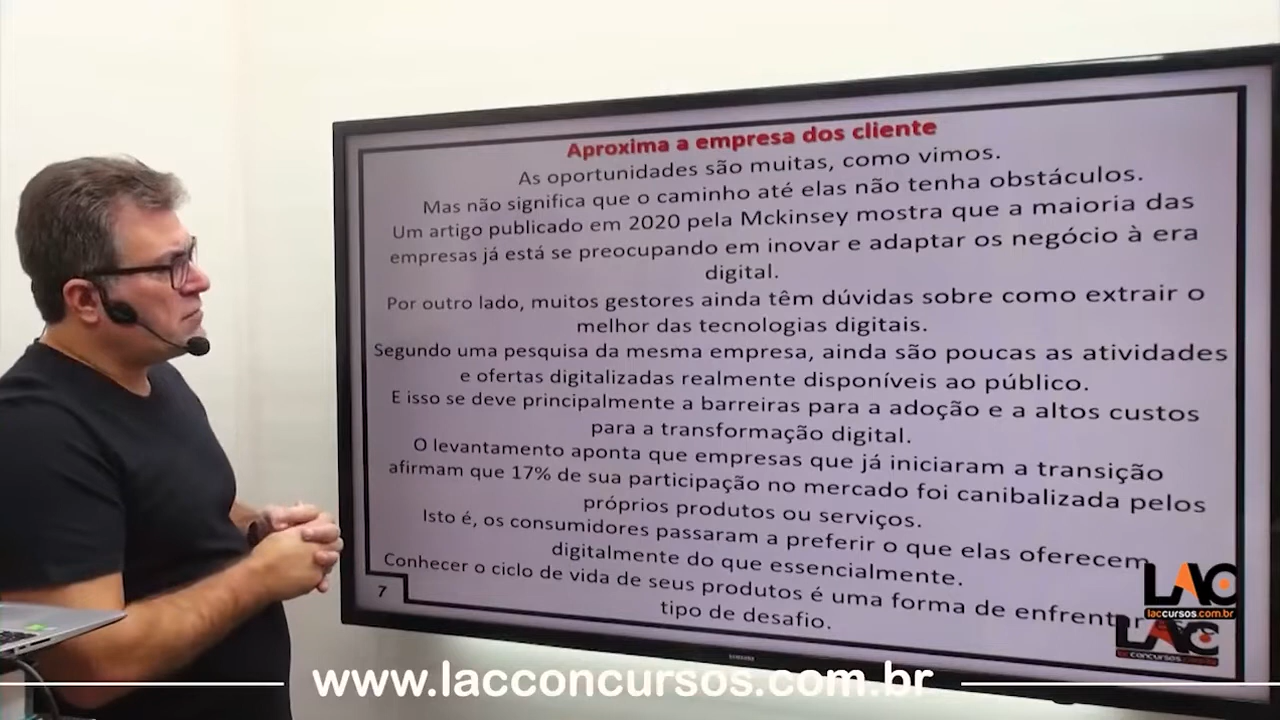 Aproxima a empresa dos cliente
As oportunidades são muitas, como vimos.
Mas não significa que o caminho até elas não tenha obstáculos.
Um artigo publicado em 2020 pela Mckinsey mostra que a maioria das
empresas já está se preocupando em inovar e adaptar os negócio à era
digital.
Por outro lado, muitos gestores ainda têm dúvidas sobre como extrair o
melhor das tecnologias digitais.
Segundo uma pesquisa da mesma empresa, ainda são poucas as atividades
e ofertas digitalizadas realmente disponíveis ao público.
E isso se deve principalmente a barreiras para a adoção e a altos custos
para a transformação digital.
O levantamento aponta que empresas que já iniciaram a transição
afirmam que 17% de sua participação no mercado foi canibalizada pelos
próprios produtos ou serviços.
Isto é, os consumidores passaram a preferir o que elas oferecem
digitalmente do que essencialmente.
Conhecer o ciclo de vida de seus produtos é uma forma de enfrentar
tipo de desafio.
7
LAC
laccursos.com.br
LAC
concursos.com.br
SAMSUNG
www.lacconcursos.com.br